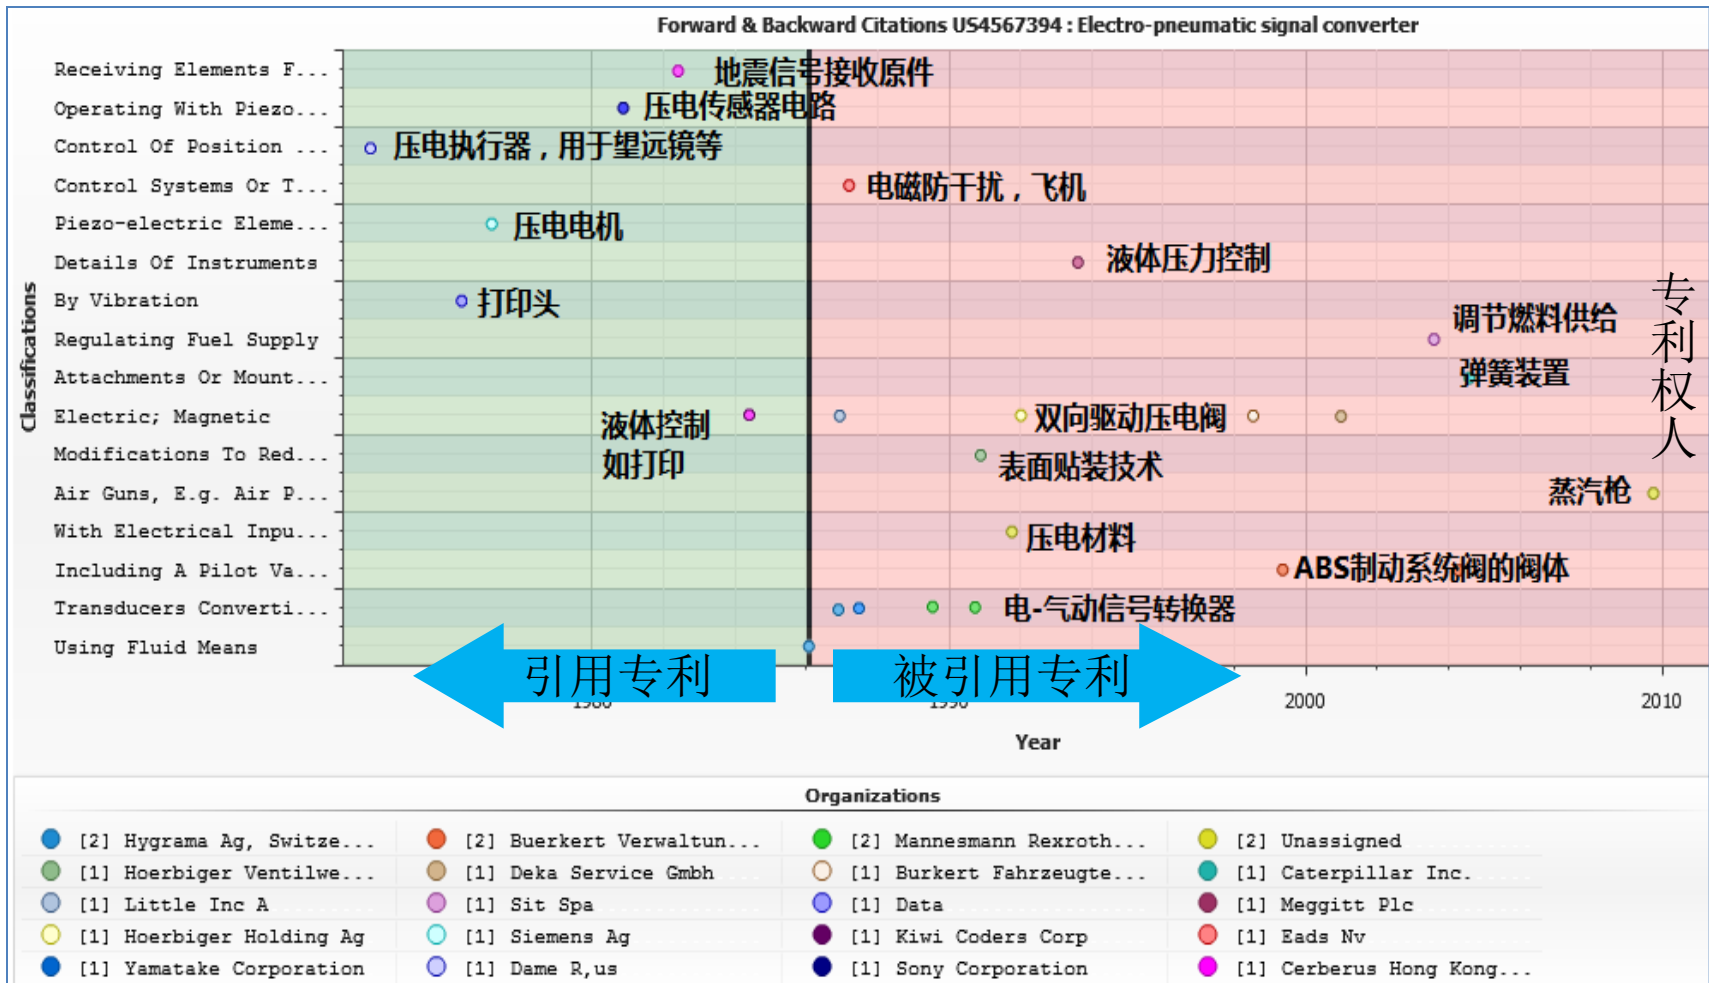 Forward & Backward Citations US4567394 : Electro-pneumatic signal converter
Classifications
Receiving Elements F...
地震信号接收原件
Operating With Piezo...
压电传感器电路
Control Of Position ...
压电执行器，用于望远镜等
Control Systems Or T...
电磁防干扰，飞机
Piezo-electric Eleme...
压电电机
Details Of Instruments
液体压力控制
By Vibration
打印头
Regulating Fuel Supply
调节燃料供给
Attachments Or Mount...
弹簧装置
专利权人
Electric; Magnetic
液体控制
如打印
双向驱动压电阀
Modifications To Red...
表面贴装技术
Air Guns, E.g. Air P...
蒸汽枪
With Electrical Inpu...
压电材料
Including A Pilot Va...
ABS制动系统阀的阀体
Transducers Converti...
电-气动信号转换器
Using Fluid Means
引用专利
被引用专利
1980 1990 2000 2010
Year
Organizations
[2] Hygrama Ag, Switze... [2] Buerkert Verwaltun... [2] Mannesmann Rexroth... [2] Unassigned
[1] Hoerbiger Ventilwe... [1] Deka Service Gmbh [1] Burkert Fahrzeugte... [1] Caterpillar Inc.
[1] Little Inc A [1] Sit Spa [1] Data [1] Meggitt Plc
[1] Hoerbiger Holding Ag [1] Siemens Ag [1] Kiwi Coders Corp [1] Eads Nv
[1] Yamatake Corporation [1] Dame R,us [1] Sony Corporation [1] Cerberus Hong Kong...